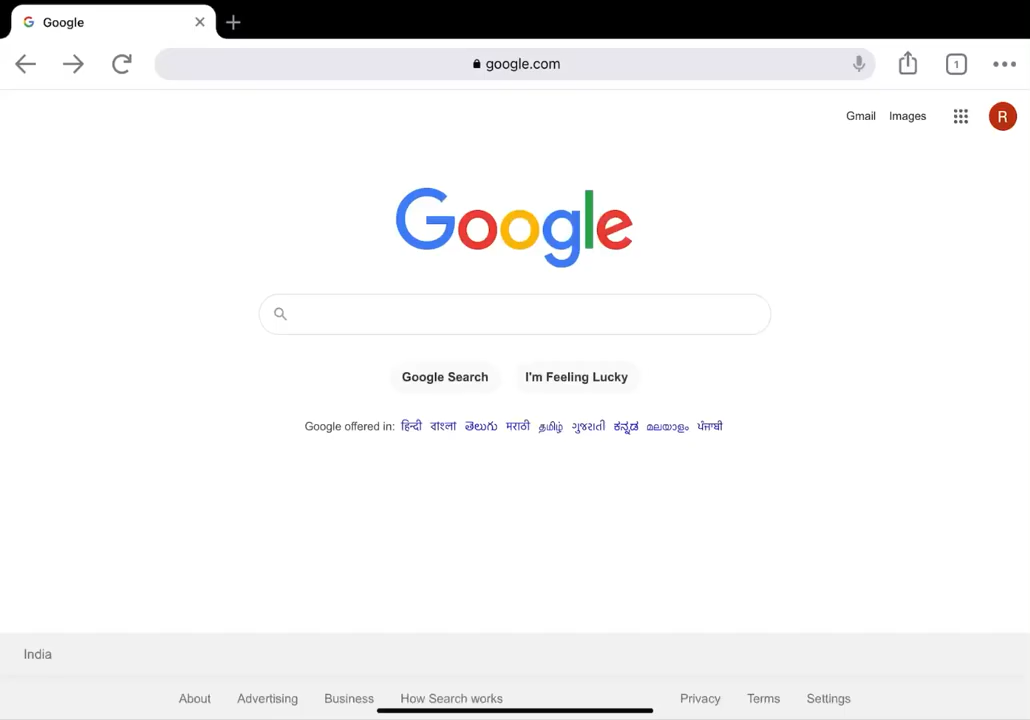 Google
google.com
1
Gmail Images R
Google
Google Search I'm Feeling Lucky
Google offered in: हिन्दी বাংলা తెలుగు मराठी தமிழ் ગુજરાતી ಕನ್ನಡ മലയാളം ਪੰਜਾਬੀ
India
About Advertising Business How Search works Privacy Terms Settings